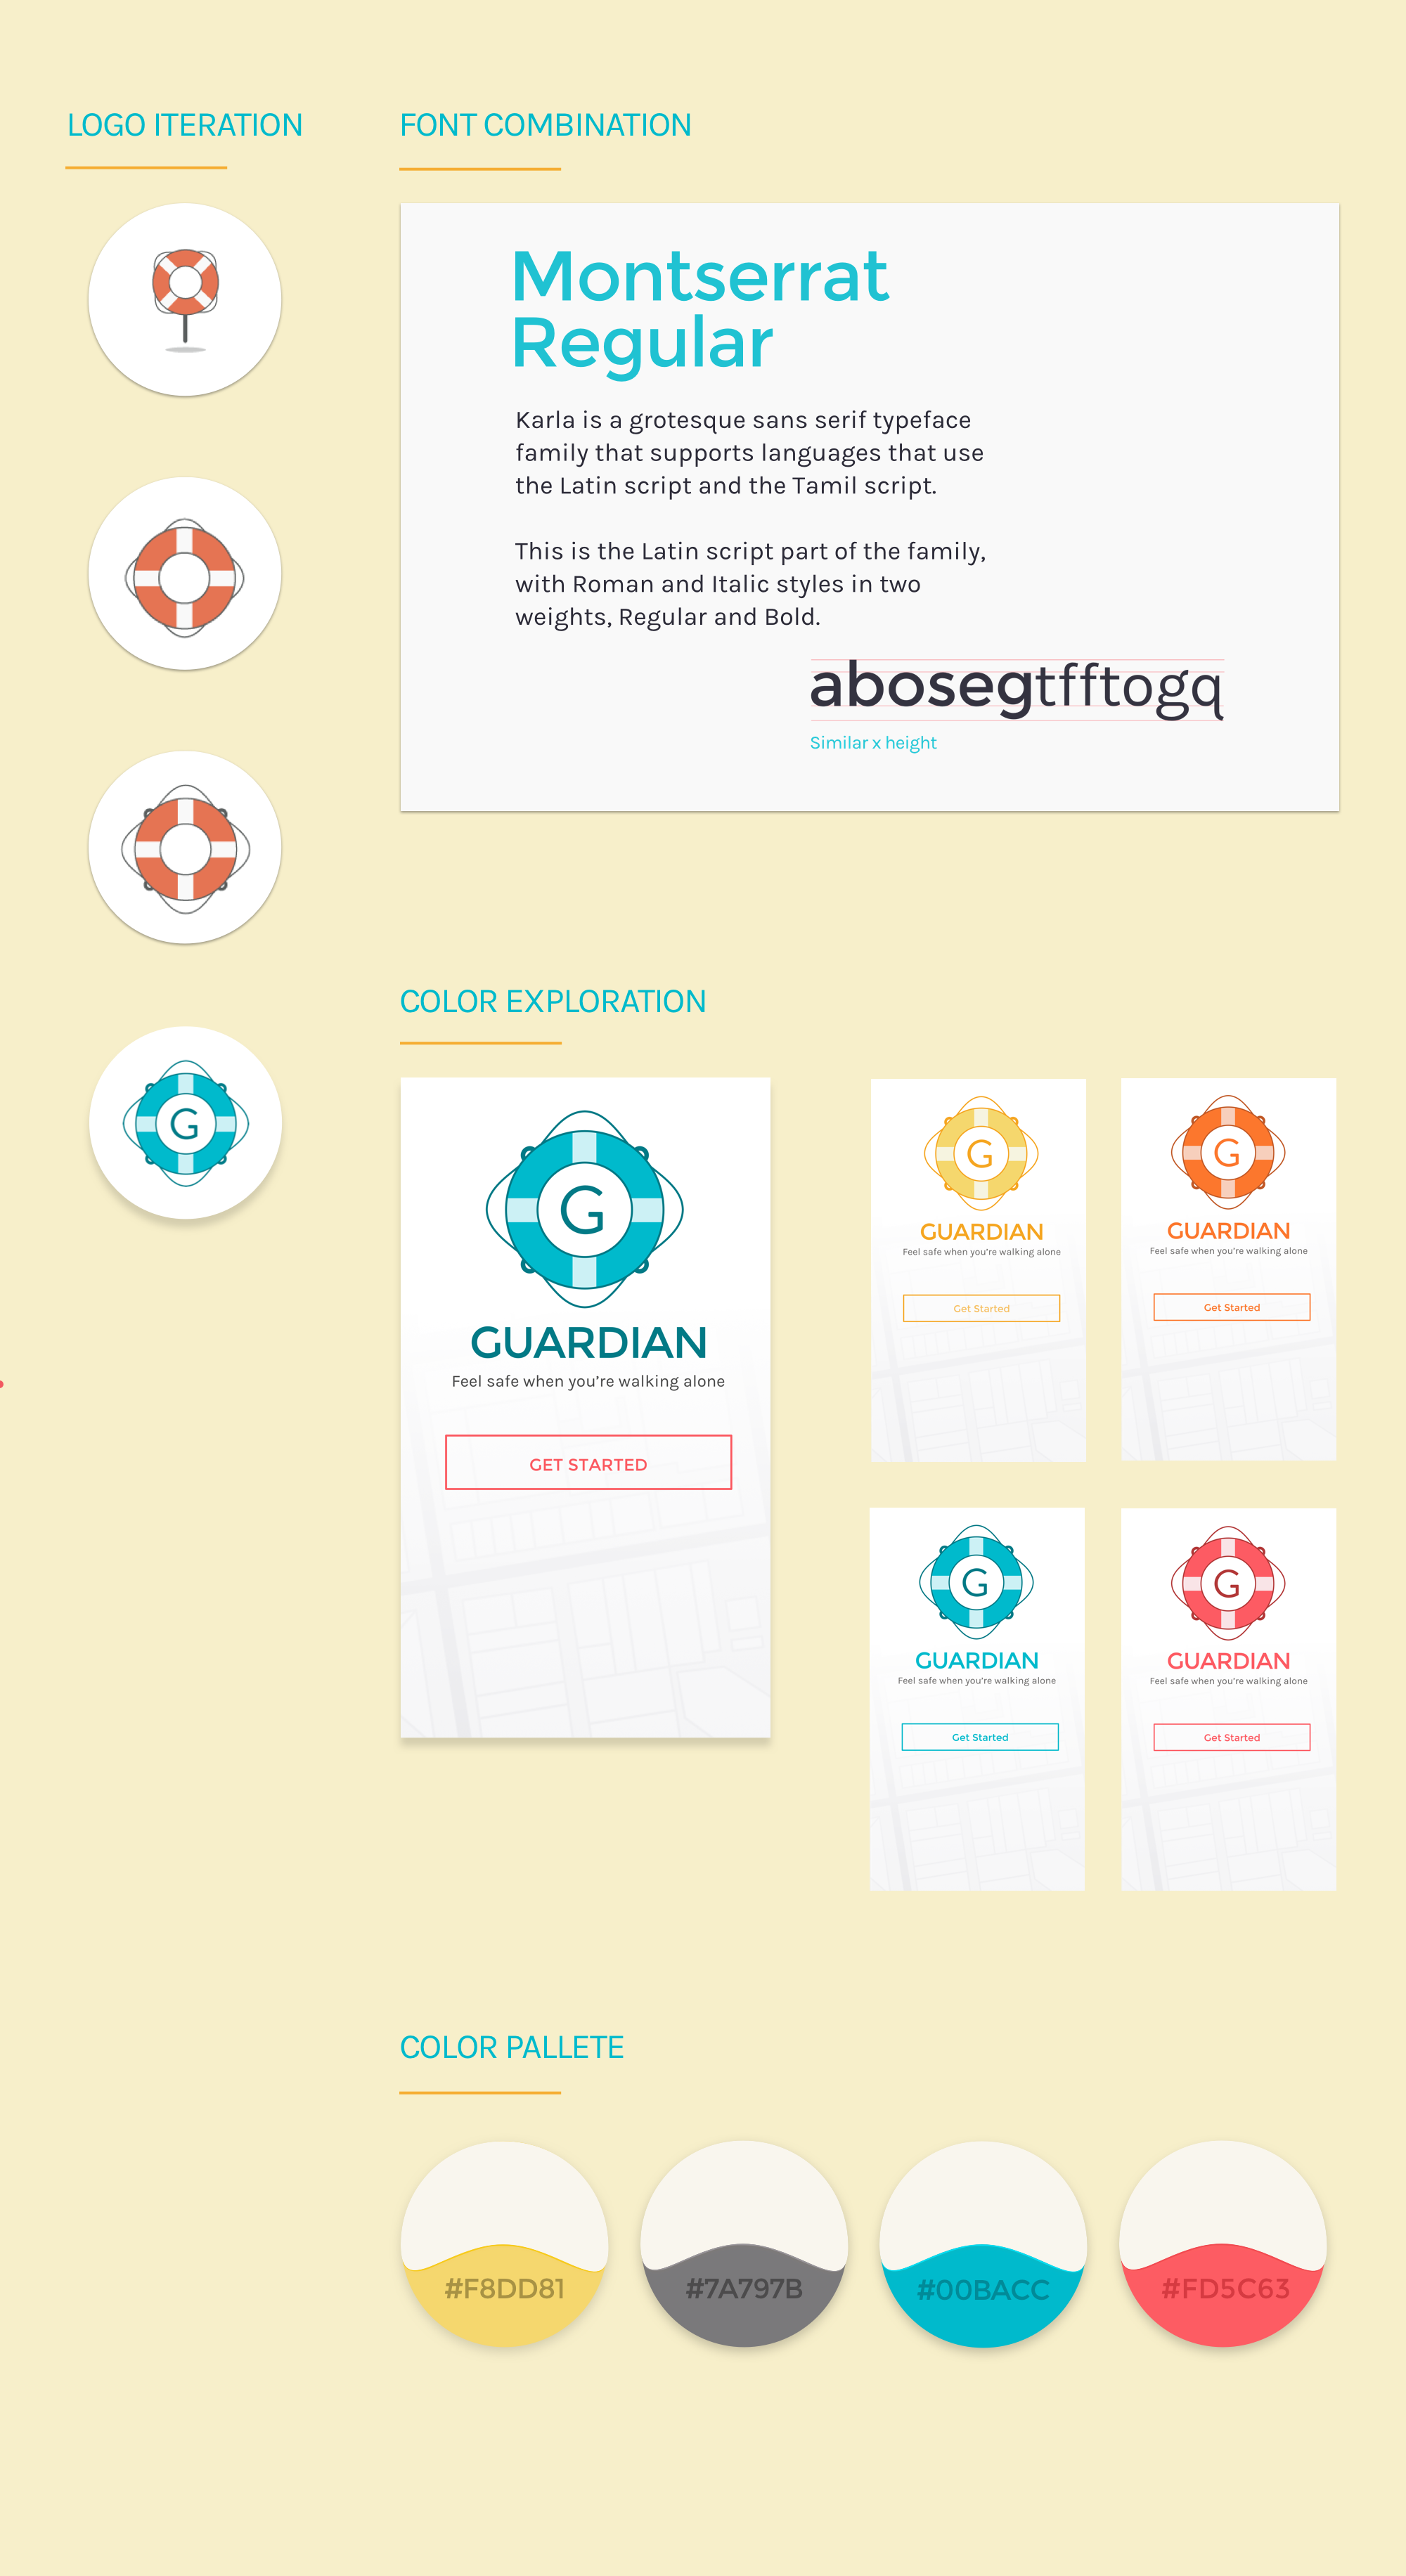 LOGO ITERATION
FONT COMBINATION
Montserrat
Regular
Karla is a grotesque sans serif typeface
family that supports languages that use
the Latin script and the Tamil script.
This is the Latin script part of the family,
with Roman and Italic styles in two
weights, Regular and Bold.
abosegtfftogq
Similar x height
G
COLOR EXPLORATION
G
GUARDIAN
Feel safe when you're walking alone
GET STARTED
G
GUARDIAN
Feel safe when you're walking alone
Get Started
G
GUARDIAN
Feel safe when you're walking alone
Get Started
G
GUARDIAN
Feel safe when you're walking alone
Get Started
G
GUARDIAN
Feel safe when you're walking alone
Get Started
COLOR PALLETE
#F8DD81
#7A797B
#00BACC
#FD5C63